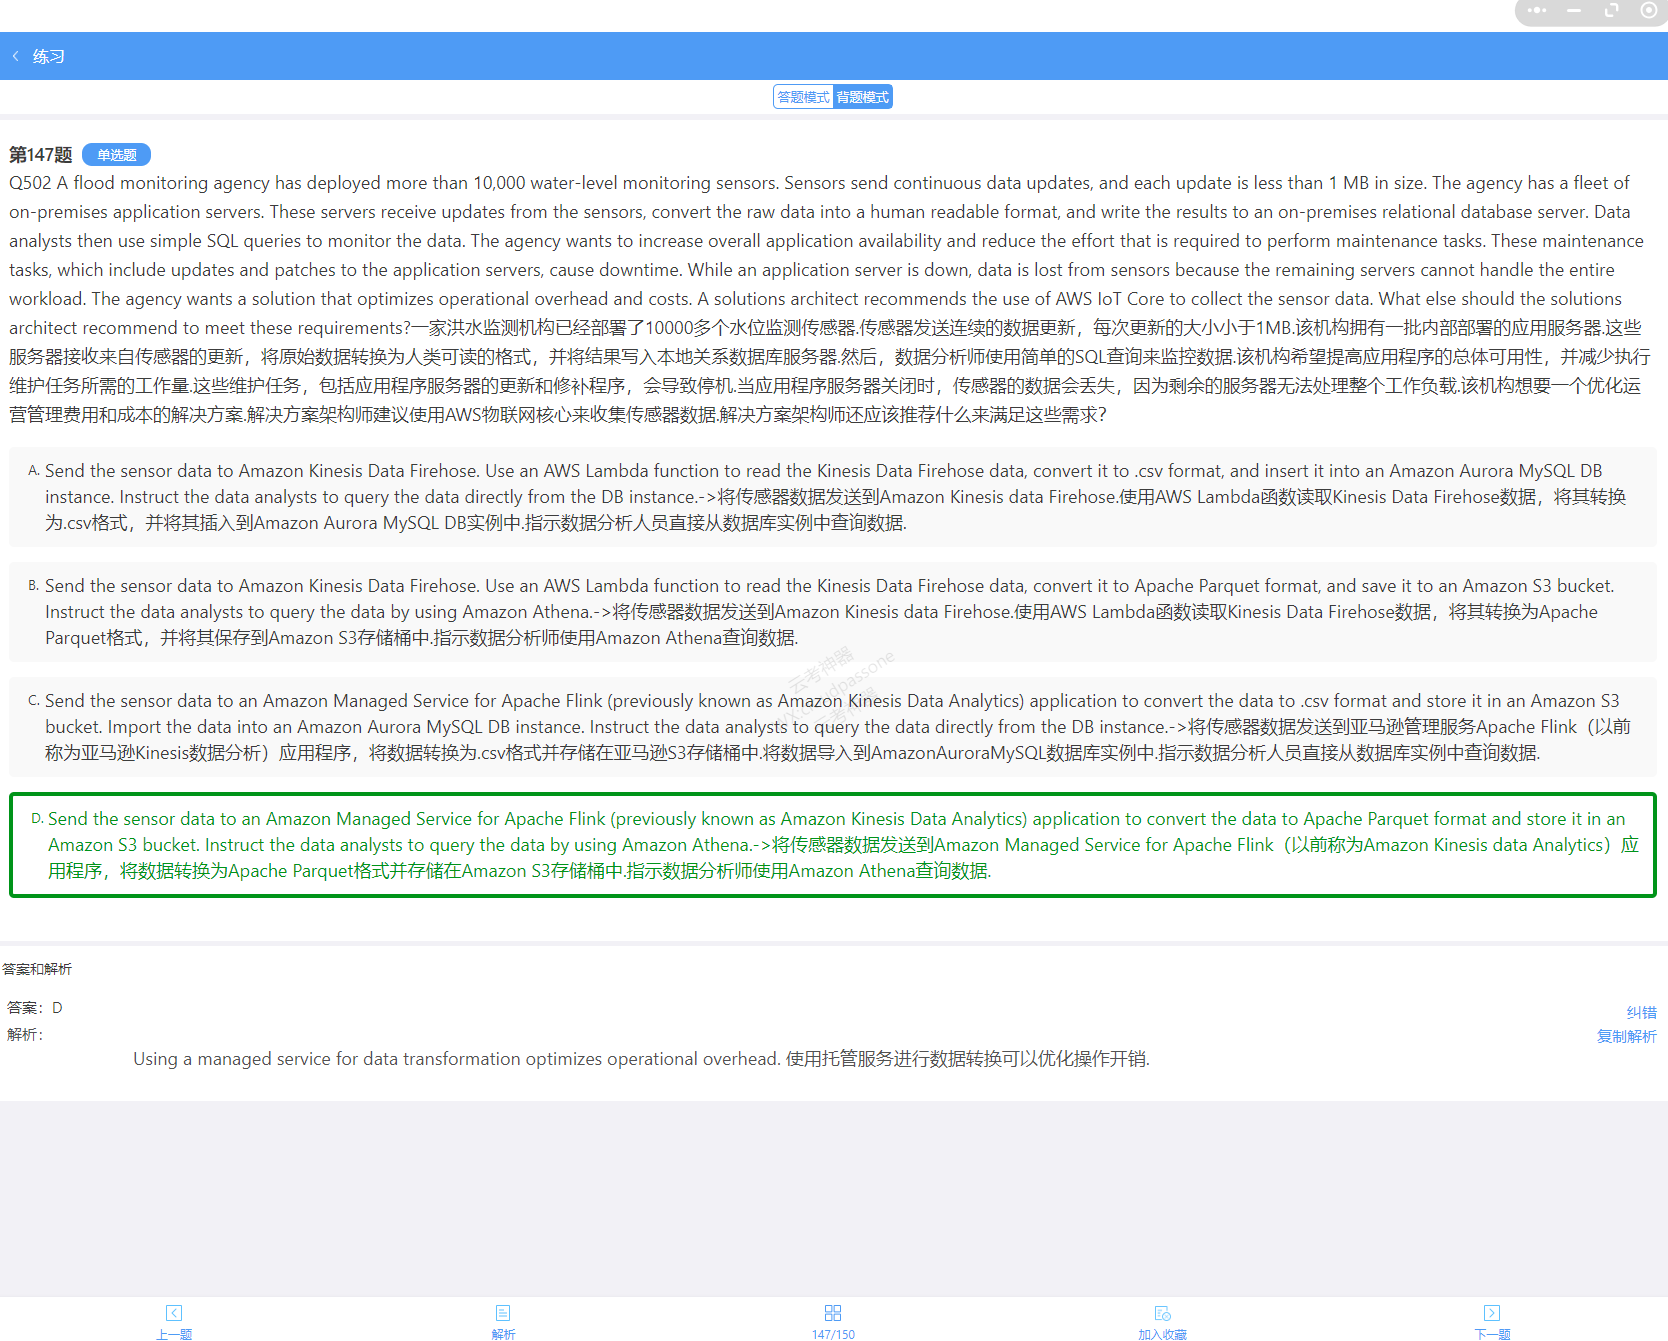 练习
答题模式 背题模式
第147题 单选题
Q502 A flood monitoring agency has deployed more than 10,000 water-level monitoring sensors. Sensors send continuous data updates, and each update is less than 1 MB in size. The agency has a fleet of
on-premises application servers. These servers receive updates from the sensors, convert the raw data into a human readable format, and write the results to an on-premises relational database server. Data
analysts then use simple SQL queries to monitor the data. The agency wants to increase overall application availability and reduce the effort that is required to perform maintenance tasks. These maintenance
tasks, which include updates and patches to the application servers, cause downtime. While an application server is down, data is lost from sensors because the remaining servers cannot handle the entire
workload. The agency wants a solution that optimizes operational overhead and costs. A solutions architect recommends the use of AWS IoT Core to collect the sensor data. What else should the solutions
architect recommend to meet these requirements?一家洪水监测机构已经部署了10000多个水位监测传感器.传感器发送连续的数据更新，每次更新的大小小于1MB.该机构拥有一批内部部署的应用服务器.这些
服务器接收来自传感器的更新，将原始数据转换为人类可读的格式，并将结果写入本地关系数据库服务器.然后，数据分析师使用简单的SQL查询来监控数据.该机构希望提高应用程序的总体可用性，并减少执行
维护任务所需的工作量.这些维护任务，包括应用程序服务器的更新和修补程序，会导致停机.当应用程序服务器关闭时，传感器的数据会丢失，因为剩余的服务器无法处理整个工作负载.该机构想要一个优化运
营管理费用和成本的解决方案.解决方案架构师建议使用AWS物联网核心来收集传感器数据.解决方案架构师还应该推荐什么来满足这些需求？
A. Send the sensor data to Amazon Kinesis Data Firehose. Use an AWS Lambda function to read the Kinesis Data Firehose data, convert it to .csv format, and insert it into an Amazon Aurora MySQL DB
instance. Instruct the data analysts to query the data directly from the DB instance.->将传感器数据发送到Amazon Kinesis data Firehose.使用AWS Lambda函数读取Kinesis Data Firehose数据，将其转换
为.csv格式，并将其插入到Amazon Aurora MySQL DB实例中.指示数据分析人员直接从数据库实例中查询数据.
B. Send the sensor data to Amazon Kinesis Data Firehose. Use an AWS Lambda function to read the Kinesis Data Firehose data, convert it to Apache Parquet format, and save it to an Amazon S3 bucket.
Instruct the data analysts to query the data by using Amazon Athena.->将传感器数据发送到Amazon Kinesis data Firehose.使用AWS Lambda函数读取Kinesis Data Firehose数据，将其转换为Apache
Parquet格式，并将其保存到Amazon S3存储桶中.指示数据分析师使用Amazon Athena查询数据.
C. Send the sensor data to an Amazon Managed Service for Apache Flink (previously known as Amazon Kinesis Data Analytics) application to convert the data to .csv format and store it in an Amazon S3
bucket. Import the data into an Amazon Aurora MySQL DB instance. Instruct the data analysts to query the data directly from the DB instance.->将传感器数据发送到亚马逊管理服务Apache Flink（以前
称为亚马逊Kinesis数据分析）应用程序，将数据转换为.csv格式并存储在亚马逊S3存储桶中.将数据导入到AmazonAuroraMySQL数据库实例中.指示数据分析人员直接从数据库实例中查询数据.
D. Send the sensor data to an Amazon Managed Service for Apache Flink (previously known as Amazon Kinesis Data Analytics) application to convert the data to Apache Parquet format and store it in an
Amazon S3 bucket. Instruct the data analysts to query the data by using Amazon Athena.->将传感器数据发送到Amazon Managed Service for Apache Flink（以前称为Amazon Kinesis data Analytics）应
用程序，将数据转换为Apache Parquet格式并存储在Amazon S3存储桶中.指示数据分析师使用Amazon Athena查询数据.
云考神器
答案和解析
答案：D
纠错
解析：
复制解析
Using a managed service for data transformation optimizes operational overhead. 使用托管服务进行数据转换可以优化操作开销.
上一题 解析 147/150 加入收藏 下一题